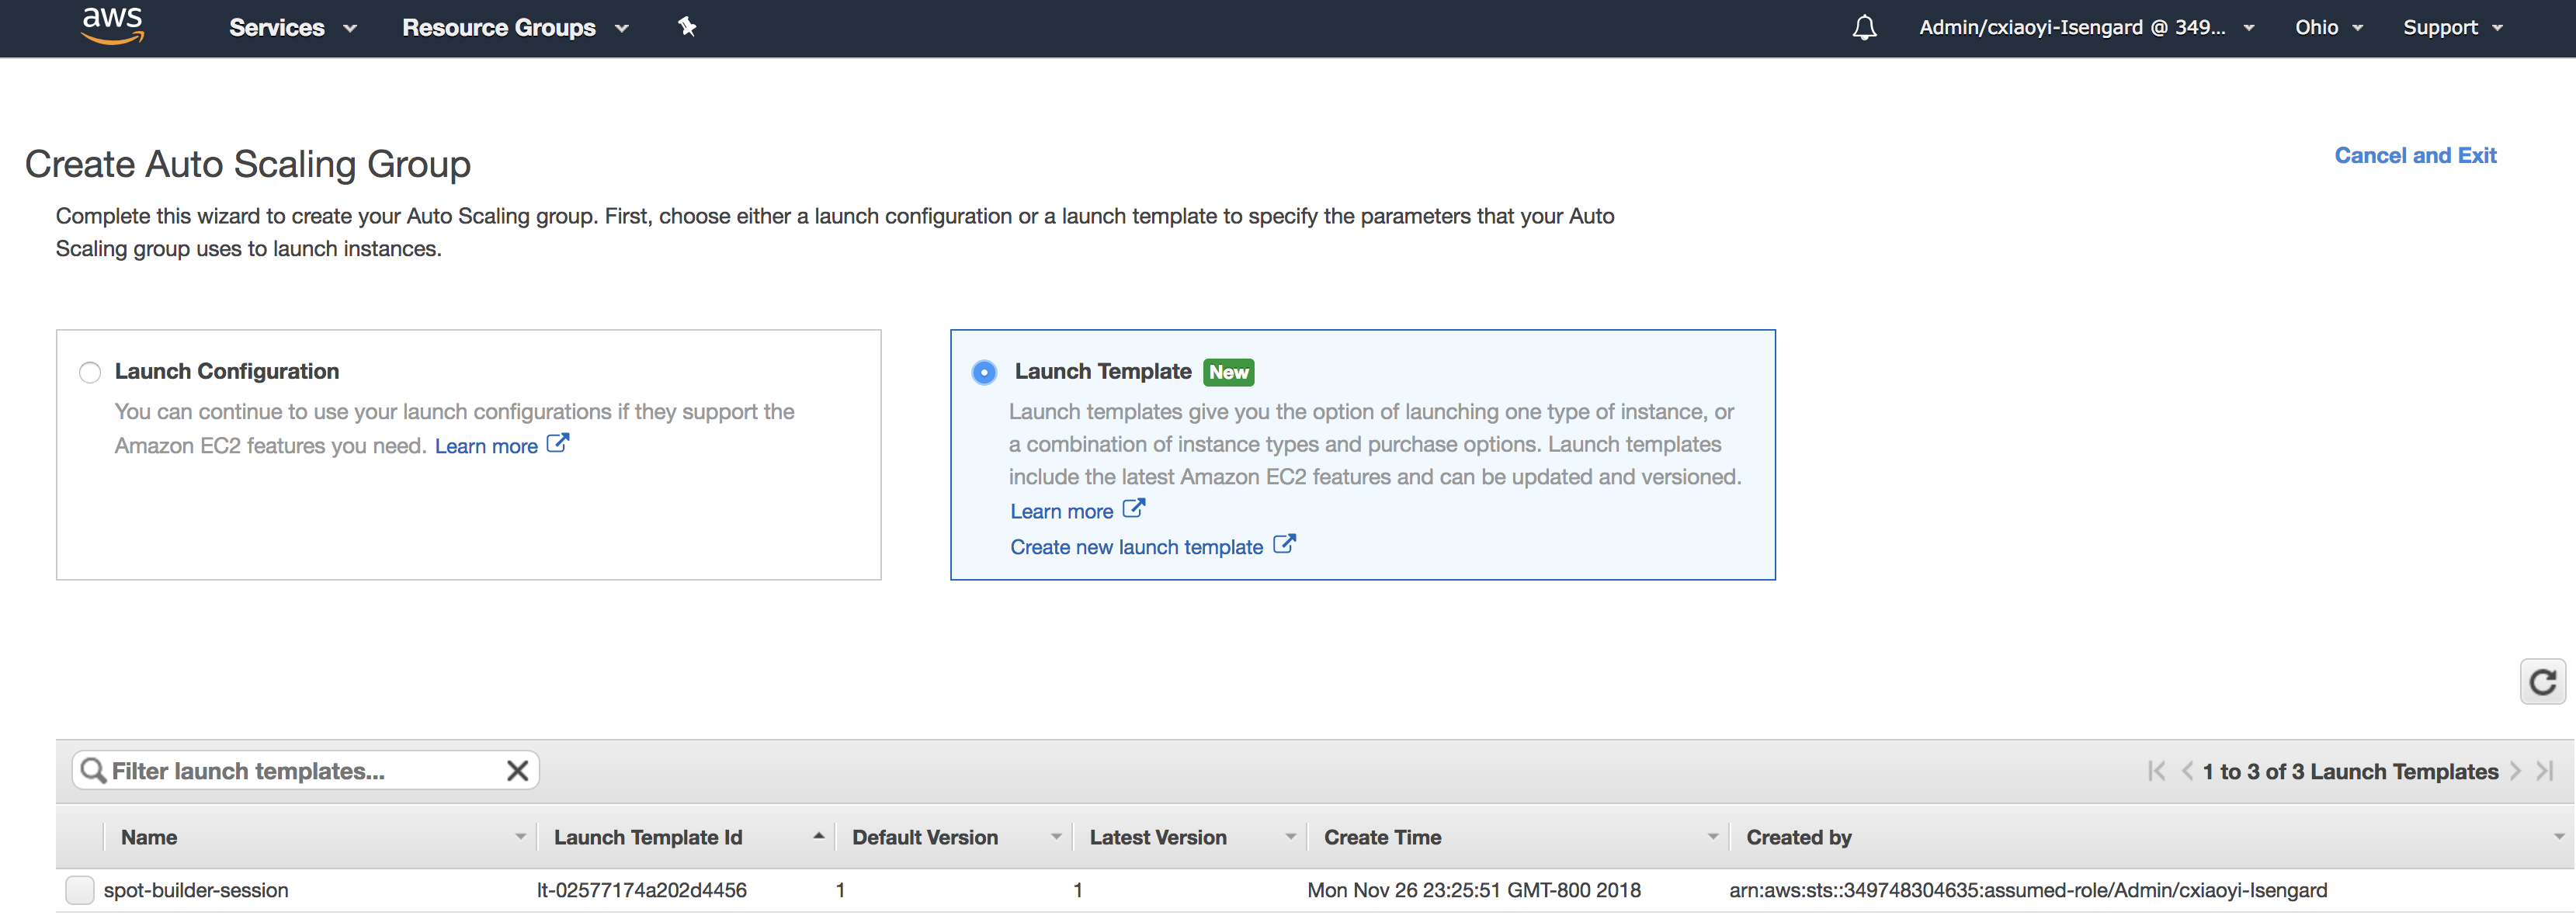 aws Services Resource Groups Admin/cxiaoyi-Isengard @ 349... Ohio Support
Create Auto Scaling Group
Cancel and Exit
Complete this wizard to create your Auto Scaling group. First, choose either a launch configuration or a launch template to specify the parameters that your Auto
Scaling group uses to launch instances.
Launch Configuration
You can continue to use your launch configurations if they support the
Amazon EC2 features you need. Learn more
Launch Template New
Launch templates give you the option of launching one type of instance, or
a combination of instance types and purchase options. Launch templates
include the latest Amazon EC2 features and can be updated and versioned.
Learn more
Create new launch template
Filter launch templates...
1 to 3 of 3 Launch Templates
Name Launch Template Id Default Version Latest Version Create Time Created by
spot-builder-session lt-02577174a202d4456 1 1 Mon Nov 26 23:25:51 GMT-800 2018 arn:aws:sts::349748304635:assumed-role/Admin/cxiaoyi-Isengard